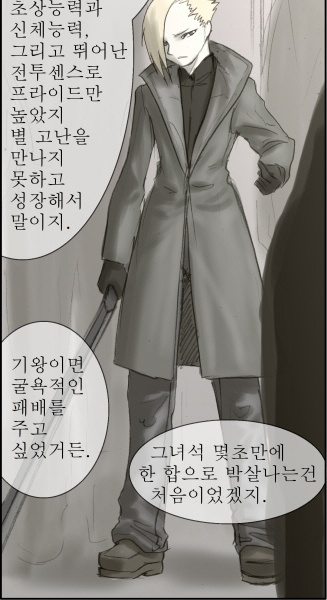 초상능력과
신체능력,
그리고 뛰어난
전투센스로
프라이드만
높았지
별 고난을
만나지
못하고
성장해서
말이지.
기왕이면
굴욕적인
패배를
주고
싶었거든.
그녀석 몇초만에
한 합으로 박살나는건
처음이었겠지.